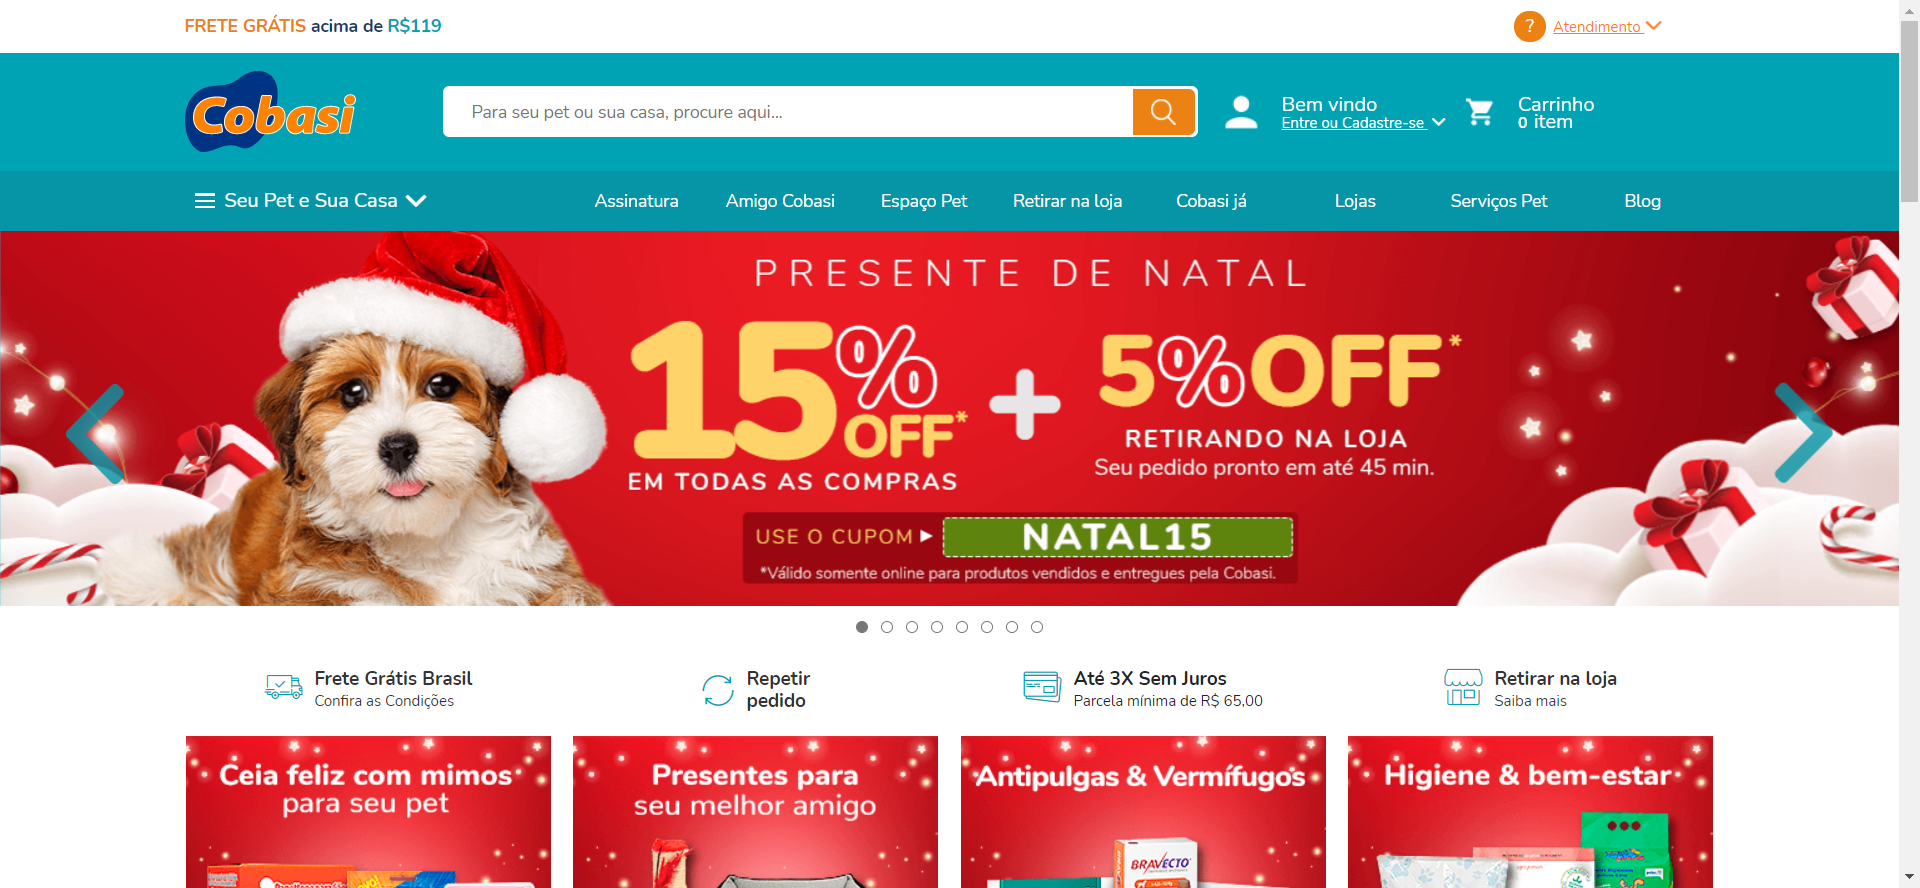 FRETE GRÁTIS acima de R$119
? Atendimento
Cobasi
Para seu pet ou sua casa, procure aqui...
Bem vindo
Entre ou Cadastre-se
Carrinho
0 item
Seu Pet e Sua Casa
Assinatura
Amigo Cobasi
Espaço Pet
Retirar na loja
Cobasi já
Lojas
Serviços Pet
Blog
PRESENTE DE NATAL
15% OFF*
EM TODAS AS COMPRAS
+
5%OFF*
RETIRANDO NA LOJA
Seu pedido pronto em até 45 min.
USE O CUPOM NATAL15
*Válido somente online para produtos vendidos e entregues pela Cobasi.
Frete Grátis Brasil
Confira as Condições
Repetir
pedido
Até 3X Sem Juros
Parcela mínima de R$ 65,00
Retirar na loja
Saiba mais
Ceia feliz com mimos
para seu pet
Presentes para
seu melhor amigo
Antipulgas & Vermífugos
BRAVECTO
Higiene & bem-estar